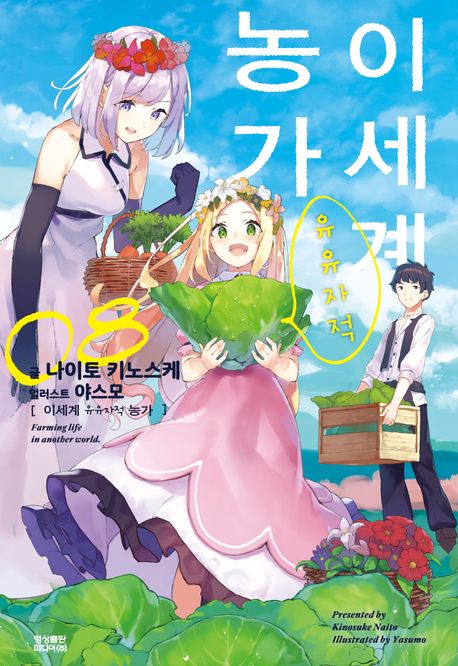 이세계
유유자적
농가
08
글 나이토 키노스케
일러스트 야스모
[ 이세계 유유자적 농가 ]
Farming life
in another world.
Presented by
Kinosuke Naito
Illustrated by Yasumo
영상출판
미디어(주)